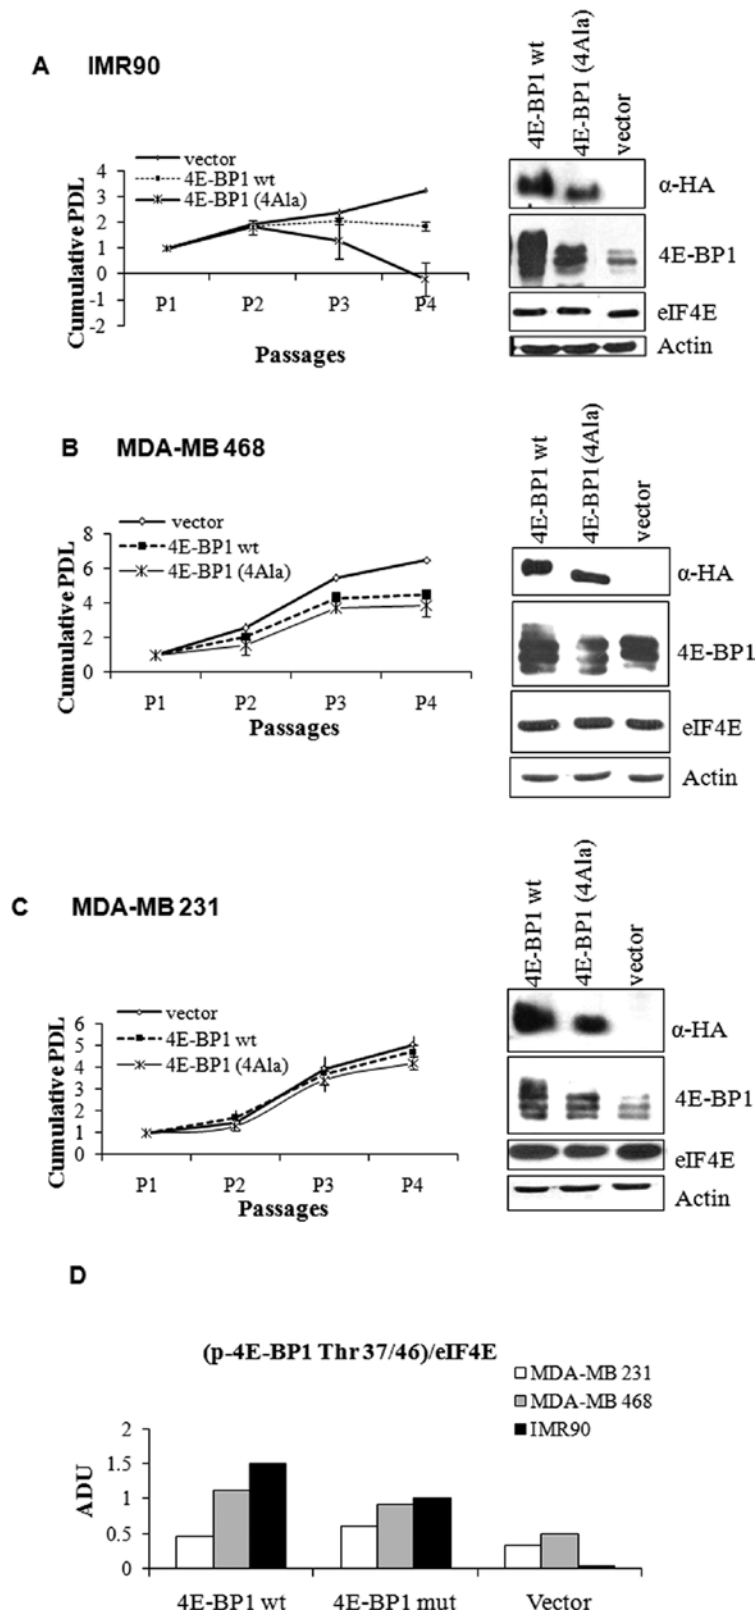 A IMR90
4E-BP1 wt
4E-BP1 (4Ala)
vector
vector
4E-BP1 wt
4E-BP1 (4Ala)
Cumulative PDL
4
3
2
1
0
-1
-2
P1 P2 P3 P4
Passages
α-HA
4E-BP1
eIF4E
Actin
B MDA-MB 468
4E-BP1 wt
4E-BP1 (4Ala)
vector
vector
4E-BP1 wt
4E-BP1 (4Ala)
Cumulative PDL
8
6
4
2
0
P1 P2 P3 P4
Passages
α-HA
4E-BP1
eIF4E
Actin
C MDA-MB 231
4E-BP1 wt
4E-BP1 (4Ala)
vector
vector
4E-BP1 wt
4E-BP1 (4Ala)
Cumulative PDL
6
5
4
3
2
1
P1 P2 P3 P4
Passages
α-HA
4E-BP1
eIF4E
Actin
D
(p-4E-BP1 Thr 37/46)/eIF4E
MDA-MB 231
MDA-MB 468
IMR90
ADU
2
1.5
1
0.5
0
4E-BP1 wt 4E-BP1 mut Vector